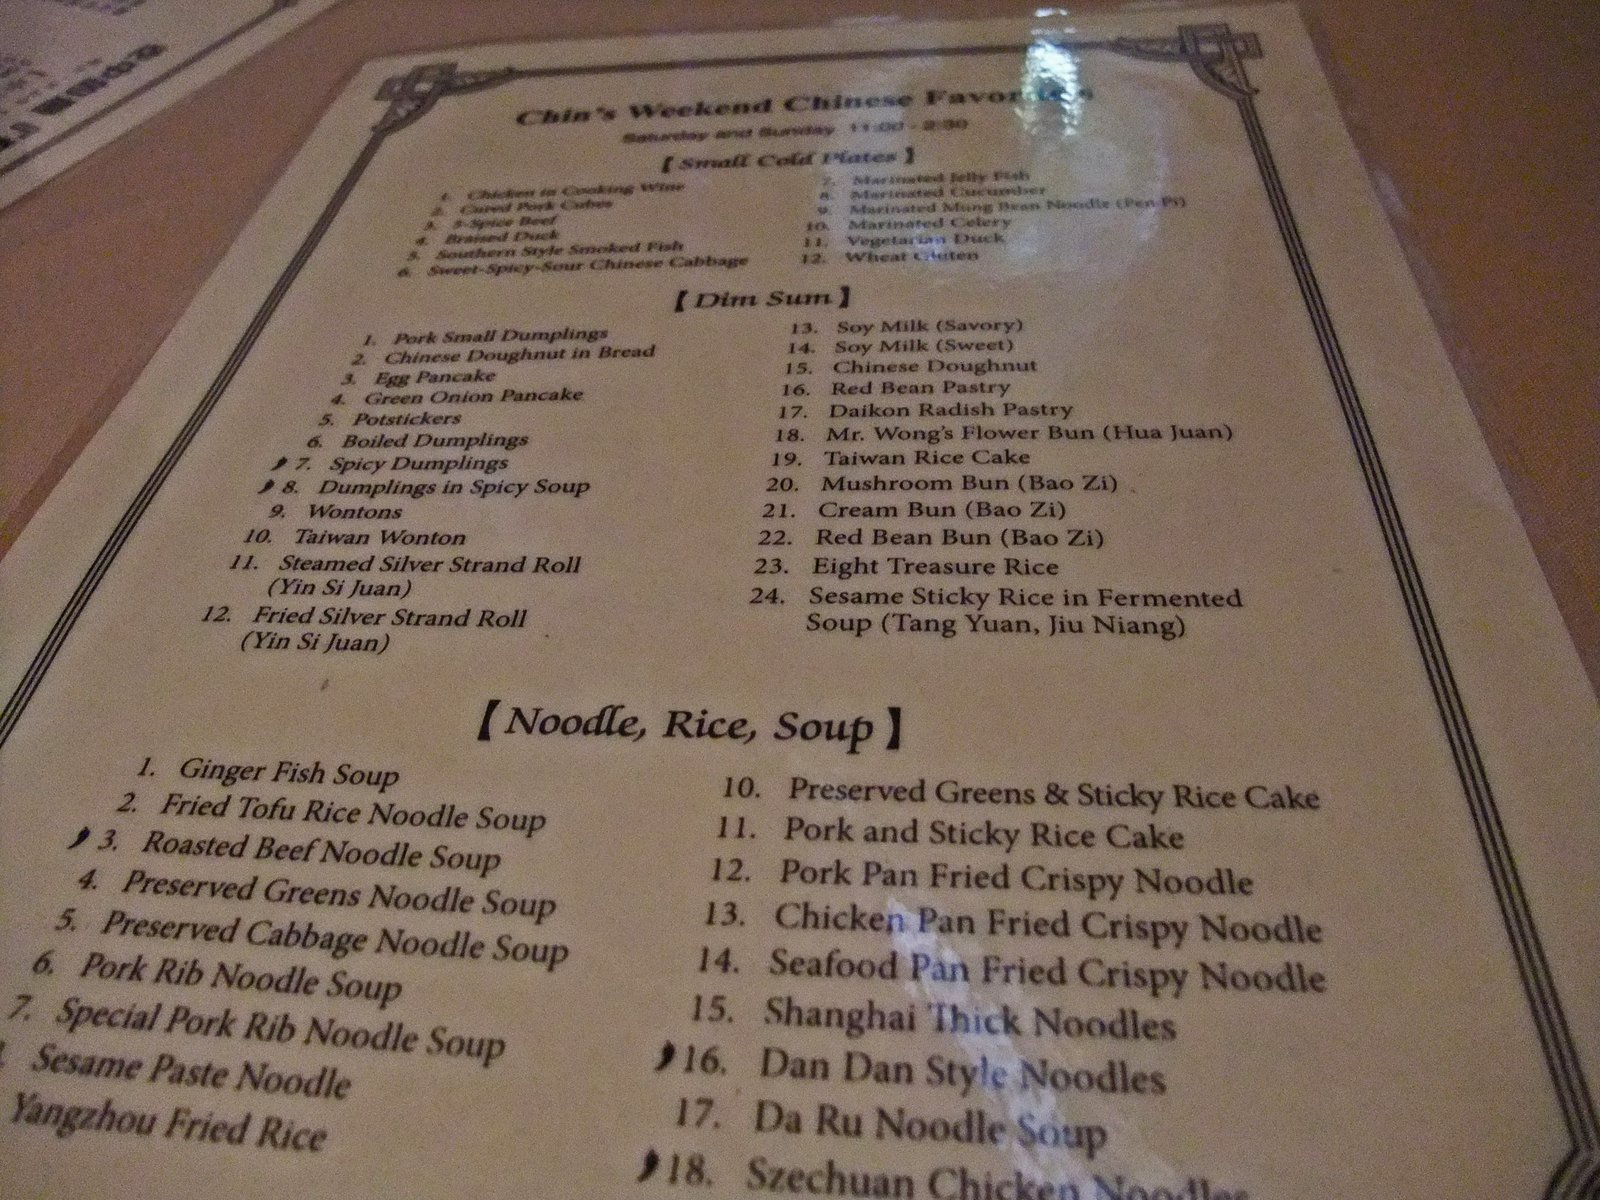 Chin's Weekend Chinese Favorites
Saturday and Sunday 11:00 - 2:30
【Small Cold Plates】
1. Chicken in Cooking Wine
2. Cured Pork Cubes
3. 5-Spice Beef
4. Braised Duck
5. Southern Style Smoked Fish
6. Sweet-Spicy-Sour Chinese Cabbage
7. Marinated Jelly Fish
8. Marinated Cucumber
9. Marinated Mung Bean Noodle (Fen Pi)
10. Marinated Celery
11. Vegetarian Duck
12. Wheat Gluten
【Dim Sum】
1. Pork Small Dumplings
2. Chinese Doughnut in Bread
3. Egg Pancake
4. Green Onion Pancake
5. Potstickers
6. Boiled Dumplings
7. Spicy Dumplings
8. Dumplings in Spicy Soup
9. Wontons
10. Taiwan Wonton
11. Steamed Silver Strand Roll
(Yin Si Juan)
12. Fried Silver Strand Roll
(Yin Si Juan)
13. Soy Milk (Savory)
14. Soy Milk (Sweet)
15. Chinese Doughnut
16. Red Bean Pastry
17. Daikon Radish Pastry
18. Mr. Wong's Flower Bun (Hua Juan)
19. Taiwan Rice Cake
20. Mushroom Bun (Bao Zi)
21. Cream Bun (Bao Zi)
22. Red Bean Bun (Bao Zi)
23. Eight Treasure Rice
24. Sesame Sticky Rice in Fermented
Soup (Tang Yuan, Jiu Niang)
【Noodle, Rice, Soup】
1. Ginger Fish Soup
2. Fried Tofu Rice Noodle Soup
3. Roasted Beef Noodle Soup
4. Preserved Greens Noodle Soup
5. Preserved Cabbage Noodle Soup
6. Pork Rib Noodle Soup
7. Special Pork Rib Noodle Soup
Sesame Paste Noodle
Yangzhou Fried Rice
10. Preserved Greens & Sticky Rice Cake
11. Pork and Sticky Rice Cake
12. Pork Pan Fried Crispy Noodle
13. Chicken Pan Fried Crispy Noodle
14. Seafood Pan Fried Crispy Noodle
15. Shanghai Thick Noodles
16. Dan Dan Style Noodles
17. Da Ru Noodle Soup
18. Szechuan Chicken Noodles